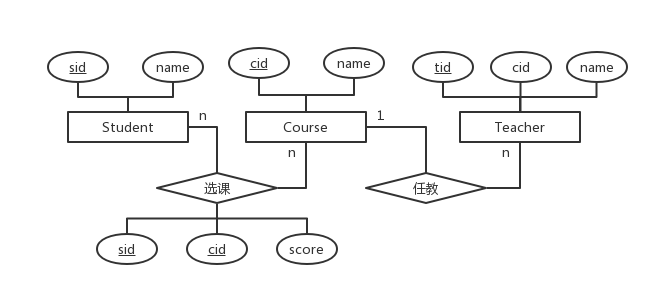 sid name cid name tid cid name
Student n Course 1 Teacher
n n
选课 任教
sid cid score